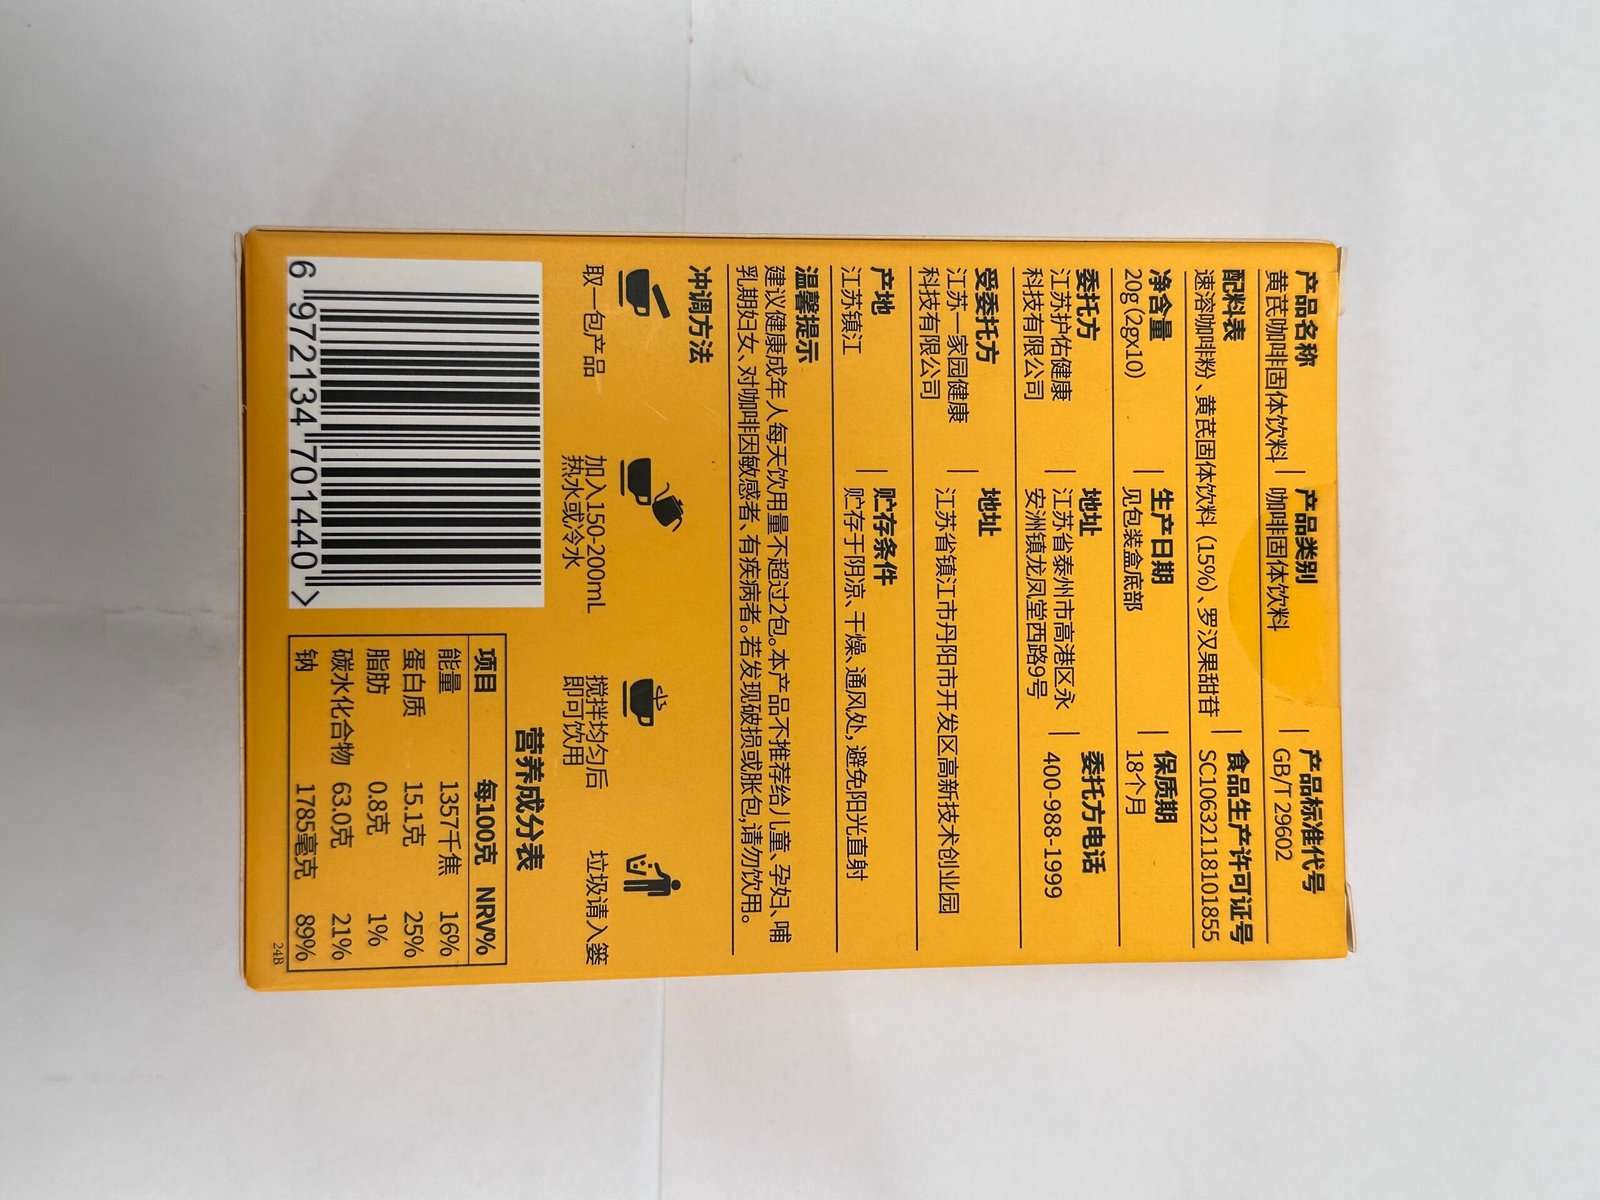 产品名称
黄芪咖啡固体饮料
产品类别
咖啡固体饮料
产品标准代号
GB/T 29602
配料表
速溶咖啡粉、黄芪固体饮料(15%)、罗汉果甜苷
食品生产许可证号
SC10632118101855
净含量
20g(2gx10)
生产日期
见包装盒底部
保质期
18个月
委托方
江苏护佑健康
科技有限公司
地址
江苏省泰州市高港区永
安洲镇龙凤堂西路9号
委托方电话
400-988-1999
受委托方
江苏一家园健康
科技有限公司
地址
江苏省镇江市丹阳市开发区高新技术创业园
产地
江苏镇江
贮存条件
贮存于阴凉、干燥、通风处,避免阳光直射
温馨提示
建议健康成年人每天饮用量不超过2包。本产品不推荐给儿童、孕妇、哺
乳期妇女、对咖啡因敏感者、有疾病者。若发现破损或胀包,请勿饮用。
冲调方法
取一包产品
加入150-200mL
热水或冷水
搅拌均匀后
即可饮用
垃圾请入篓
营养成分表
项目 每100克 NRV%
能量 1357千焦 16%
蛋白质 15.1克 25%
脂肪 0.8克 1%
碳水化合物 63.0克 21%
钠 1785毫克 89%
6 972134 701440 >
24B